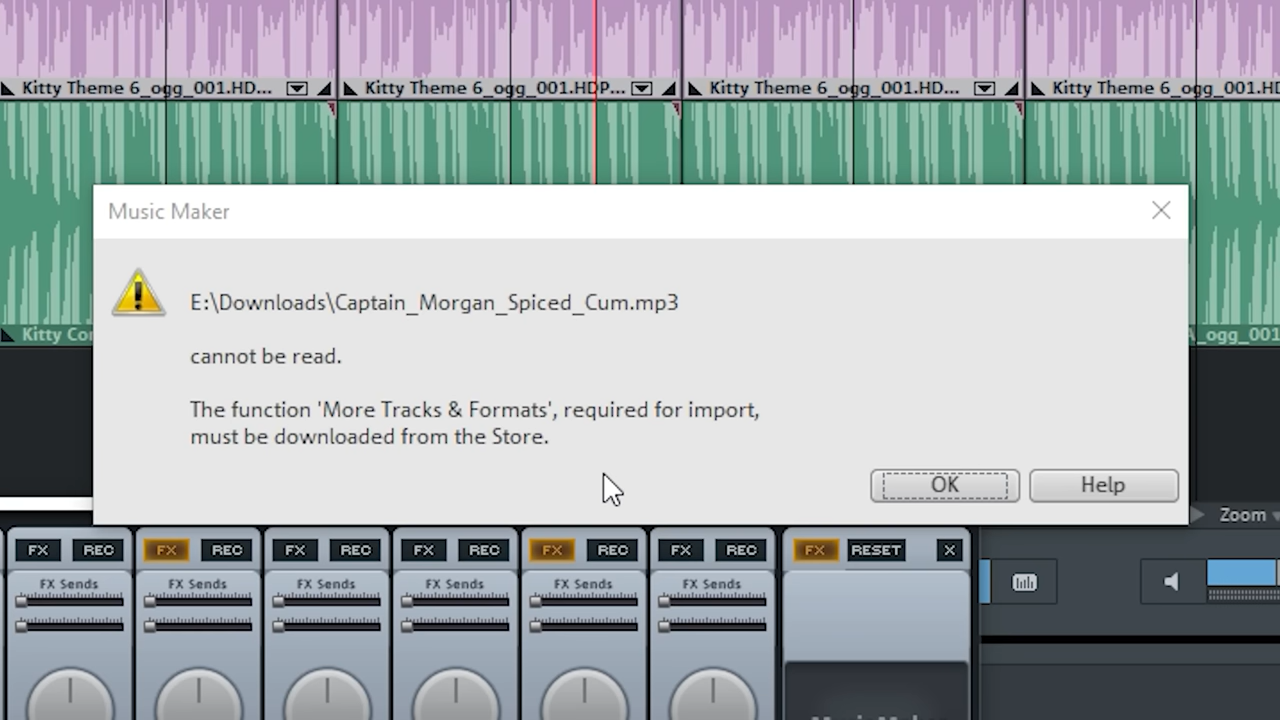 Kitty Theme 6_ogg_001.HD...
Kitty Theme 6_ogg_001.HDP...
Kitty Theme 6_ogg_001.HD...
Kitty Theme 6_ogg_001.HD
Music Maker
E:\Downloads\Captain_Morgan_Spiced_Cum.mp3
Kitty Co
_ogg_001
cannot be read.
The function 'More Tracks & Formats', required for import,
must be downloaded from the Store.
OK
Help
Zoom
FX REC FX REC FX REC FX REC FX REC FX REC FX RESET X
FX Sends FX Sends FX Sends FX Sends FX Sends FX Sends